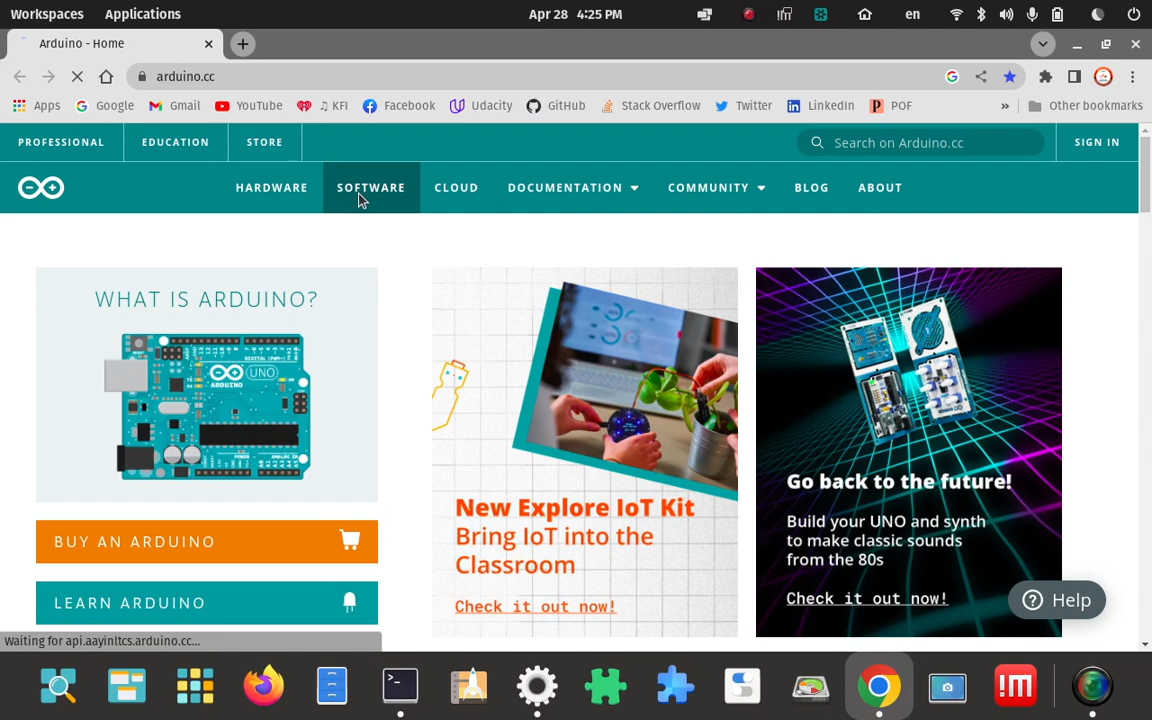 Workspaces Applications Apr 28 4:25 PM en
Arduino - Home
arduino.cc
Apps Google Gmail YouTube ♫ KFI Facebook Udacity GitHub Stack Overflow Twitter LinkedIn POF » Other bookmarks
PROFESSIONAL EDUCATION STORE Search on Arduino.cc SIGN IN
HARDWARE SOFTWARE CLOUD DOCUMENTATION COMMUNITY BLOG ABOUT
WHAT IS ARDUINO?
UNO
ARDUINO
BUY AN ARDUINO
LEARN ARDUINO
New Explore IoT Kit
Bring IoT into the
Classroom
Check it out now!
Go back to the future!
Build your UNO and synth
to make classic sounds
from the 80s
Check it out now!
Help
Waiting for api.aayinltcs.arduino.cc...